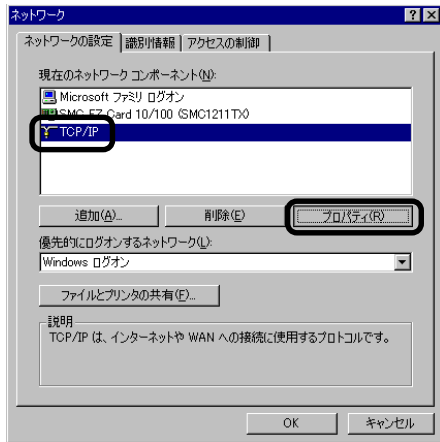 ネットワーク
ネットワークの設定 識別情報 アクセスの制御
現在のネットワーク コンポーネント(N):
Microsoft ファミリ ログオン
SMC EZ Card 10/100 (SMC1211TX)
TCP/IP
追加(A)... 削除(E) プロパティ(R)
優先的にログオンするネットワーク(L):
Windows ログオン
ファイルとプリンタの共有(F)...
説明
TCP/IP は、インターネットや WAN への接続に使用するプロトコルです。
OK キャンセル